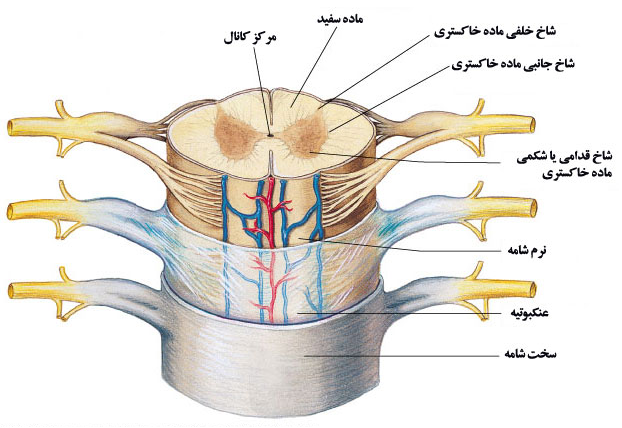 ماده سفید
مرکز کانال
شاخ خلفی ماده خاکستری
شاخ جانبی ماده خاکستری
شاخ قدامی یا شکمی
ماده خاکستری
نرم شامه
عنکبوتیه
سخت شامه